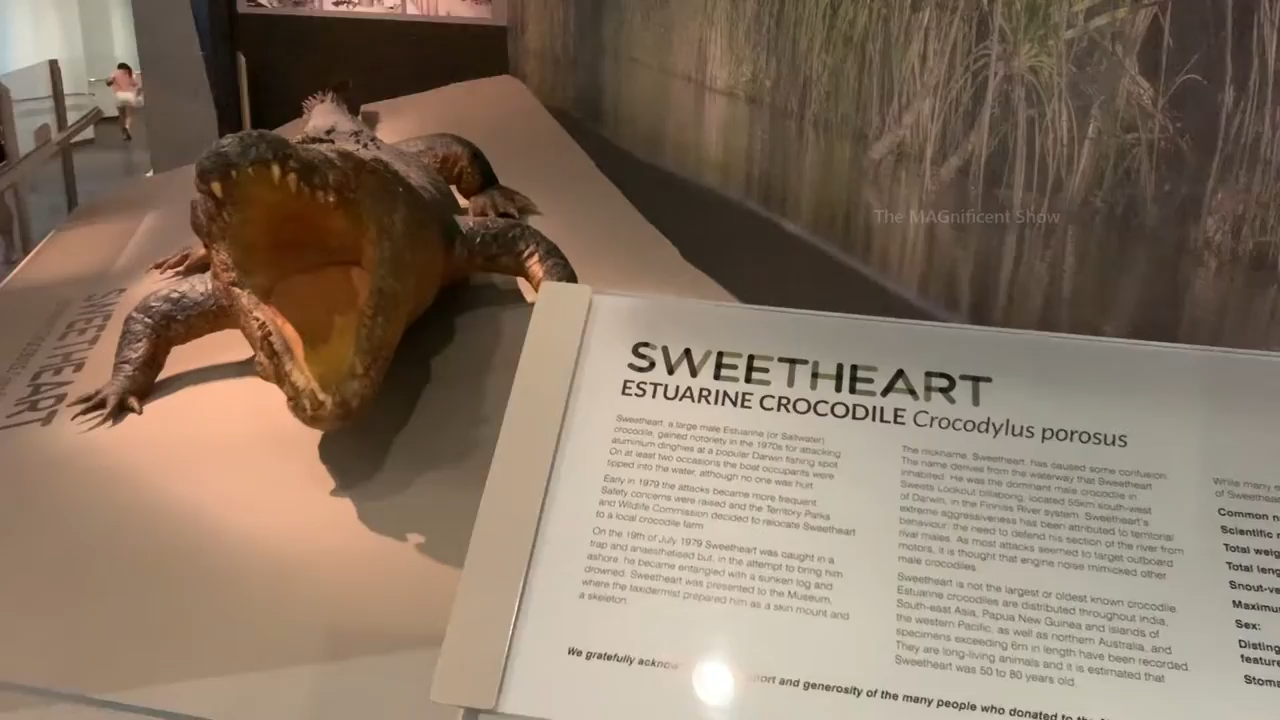 The MAGnificent Show
SWEETHEART
SWEETHEART
ESTUARINE CROCODILE Crocodylus porosus
Sweetheart, a large male Estuarine (or Saltwater)
crocodile, gained notoriety in the 1970s for attacking
aluminium dinghies at a popular Darwin fishing spot.
On at least two occasions the boat occupants were
tipped into the water, although no one was hurt.
Early in 1979 the attacks became more frequent.
Safety concerns were raised and the Territory Parks
and Wildlife Commission decided to relocate Sweetheart
to a local crocodile farm.
On the 19th of July 1979 Sweetheart was caught in a
trap and anaesthetised but, in the attempt to bring him
ashore, he became entangled with a sunken log and
drowned. Sweetheart was presented to the Museum,
where the taxidermist prepared him as a skin mount and
a skeleton.
The nickname, Sweetheart, has caused some confusion.
The name derives from the waterway that Sweetheart
inhabited. He was the dominant male crocodile in
Sweets Lookout billabong, located 55km south-west
of Darwin, in the Finniss River system. Sweetheart's
extreme aggressiveness has been attributed to territorial
behaviour: the need to defend his section of the river from
rival males. As most attacks seemed to target outboard
motors, it is thought that engine noise mimicked other
male crocodiles.
Sweetheart is not the largest or oldest known crocodile.
Estuarine crocodiles are distributed throughout India,
South-east Asia, Papua New Guinea and islands of
the western Pacific, as well as northern Australia, and
specimens exceeding 6m in length have been recorded.
They are long-living animals and it is estimated that
Sweetheart was 50 to 80 years old.
While many
of Sweethea
Common n
Scientific n
Total weig
Total leng
Snout-ve
Maximu
Sex:
Disting
feature
Stoma
We gratefully acknow ort and generosity of the many people who donated to the